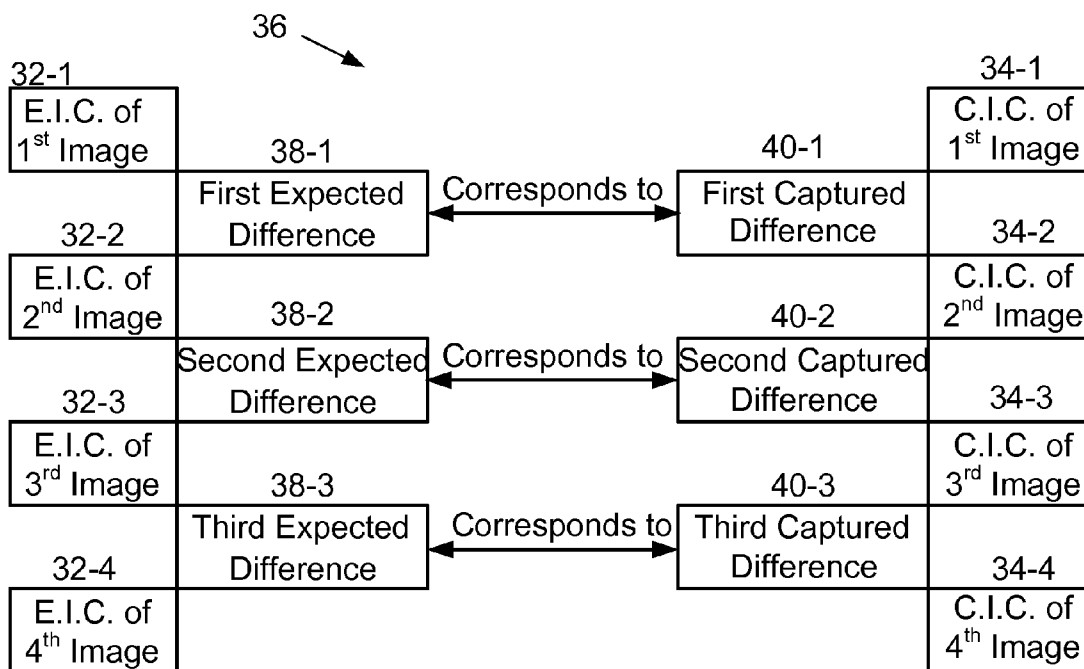 36
32-1
34-1
E.I.C. of
1st Image
C.I.C. of
1st Image
38-1
40-1
First Expected
Difference
Corresponds to
First Captured
Difference
32-2
34-2
E.I.C. of
2nd Image
C.I.C. of
2nd Image
38-2
40-2
Second Expected
Difference
Corresponds to
Second Captured
Difference
32-3
34-3
E.I.C. of
3rd Image
C.I.C. of
3rd Image
38-3
40-3
Third Expected
Difference
Corresponds to
Third Captured
Difference
32-4
34-4
E.I.C. of
4th Image
C.I.C. of
4th Image